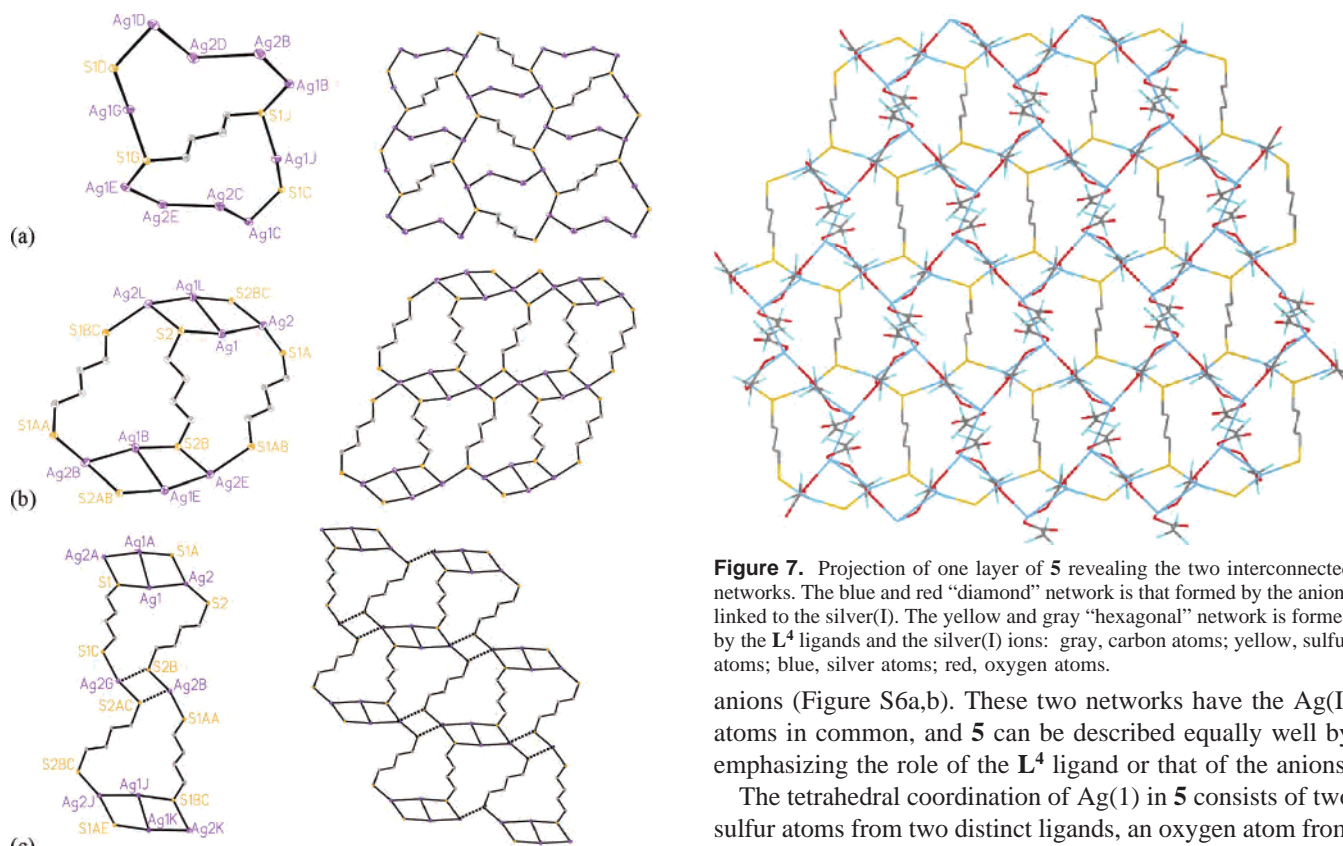 Ag1D
Ag2D
Ag2B
S1D
Ag1B
Ag1G
S1J
S1G
Ag1J
Ag1E
Ag2C
S1C
Ag2E
Ag1C
(a)
Ag1L
Ag2L
S2BC
S1BC
S2
Ag1
Ag2
S1A
S1AA
Ag1B
S2B
S1AB
Ag2B
Ag2E
S2AB
Ag1E
(b)
Ag1A
S1A
Ag2A
Ag2
S1
Ag1
S2
S1C
S2B
Ag2G
Ag2B
S2AC
S1AA
S2BC
Ag1J
Ag2J
S1BC
S1AE
Ag1K
Ag2K
Figure 7. Projection of one layer of 5 revealing the two interconnected
networks. The blue and red “diamond” network is that formed by the anion
linked to the silver(I). The yellow and gray “hexagonal” network is forme
by the L⁴ ligands and the silver(I) ions: gray, carbon atoms; yellow, sulfu
atoms; blue, silver atoms; red, oxygen atoms.
anions (Figure S6a,b). These two networks have the Ag(I
atoms in common, and 5 can be described equally well by
emphasizing the role of the L⁴ ligand or that of the anions
The tetrahedral coordination of Ag(1) in 5 consists of two
sulfur atoms from two distinct ligands, an oxygen atom from